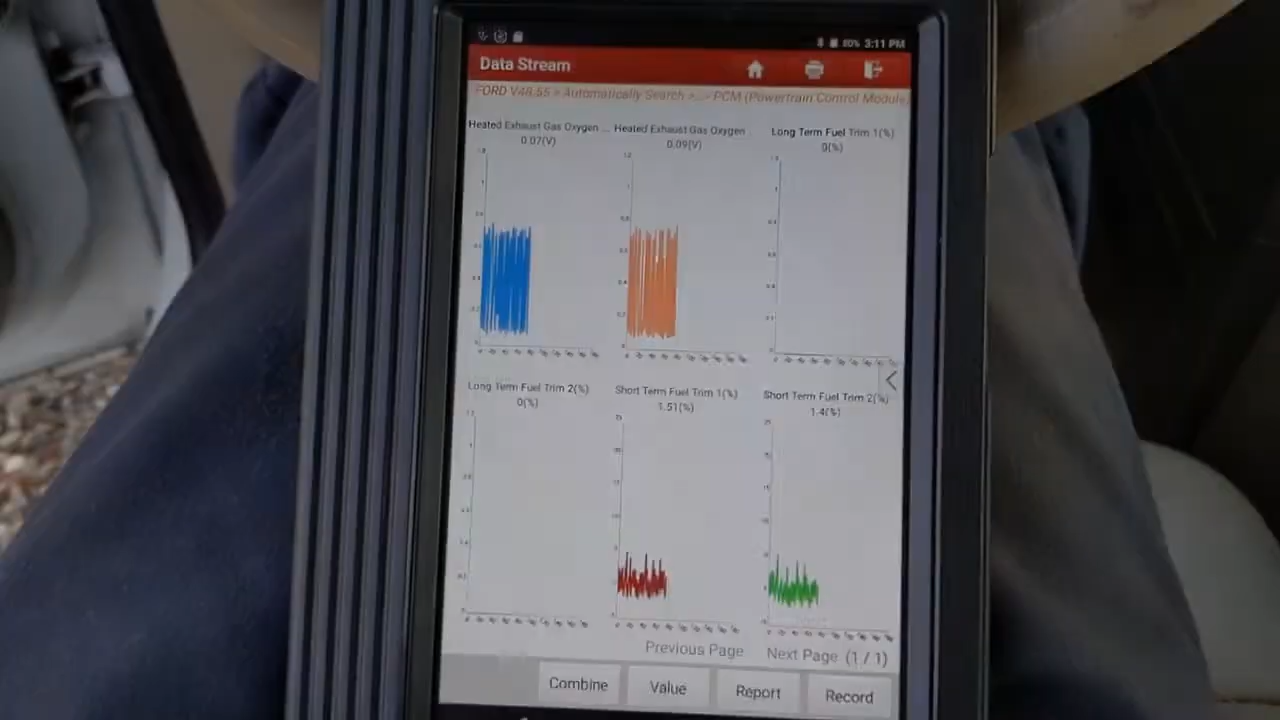 80% 3:11 PM
Data Stream
FORD V48.55 > Automatically Search >...> PCM (Powertrain Control Module)
Heated Exhaust Gas Oxygen ...
0.07(V)
Heated Exhaust Gas Oxygen
0.09(V)
Long Term Fuel Trim 1(%)
0(%)
Long Term Fuel Trim 2(%)
0(%)
Short Term Fuel Trim 1(%)
1.51(%)
Short Term Fuel Trim 2(%)
1.4(%)
Previous Page Next Page (1 / 1)
Combine Value Report Record